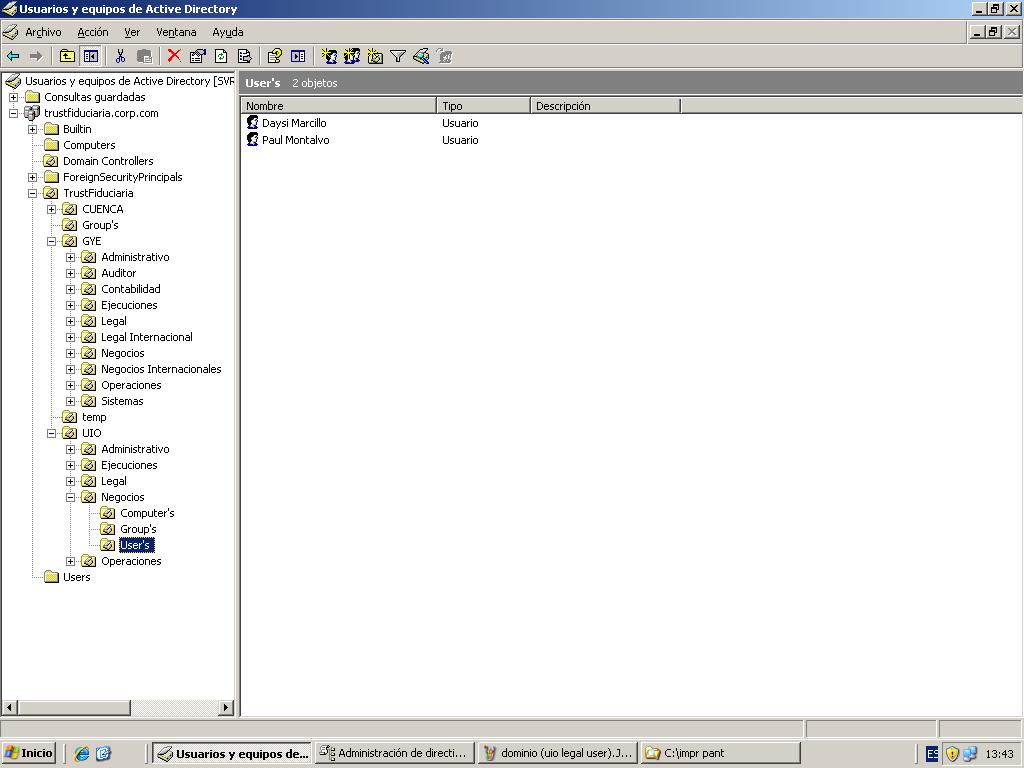 Usuarios y equipos de Active Directory
Archivo Acción Ver Ventana Ayuda
Usuarios y equipos de Active Directory [SVR
Consultas guardadas
trustfiduciaria.corp.com
Builtin
Computers
Domain Controllers
ForeignSecurityPrincipals
TrustFiduciaria
CUENCA
Group's
GYE
Administrativo
Auditor
Contabilidad
Ejecuciones
Legal
Legal Internacional
Negocios
Negocios Internacionales
Operaciones
Sistemas
temp
UIO
Administrativo
Ejecuciones
Legal
Negocios
Computer's
Group's
User's
Operaciones
Users
User's 2 objetos
Nombre Tipo Descripción
Daysi Marcillo Usuario
Paul Montalvo Usuario
Inicio Usuarios y equipos de... Administración de directi... dominio (uio legal user).J... C:\impr pant ES 13:43